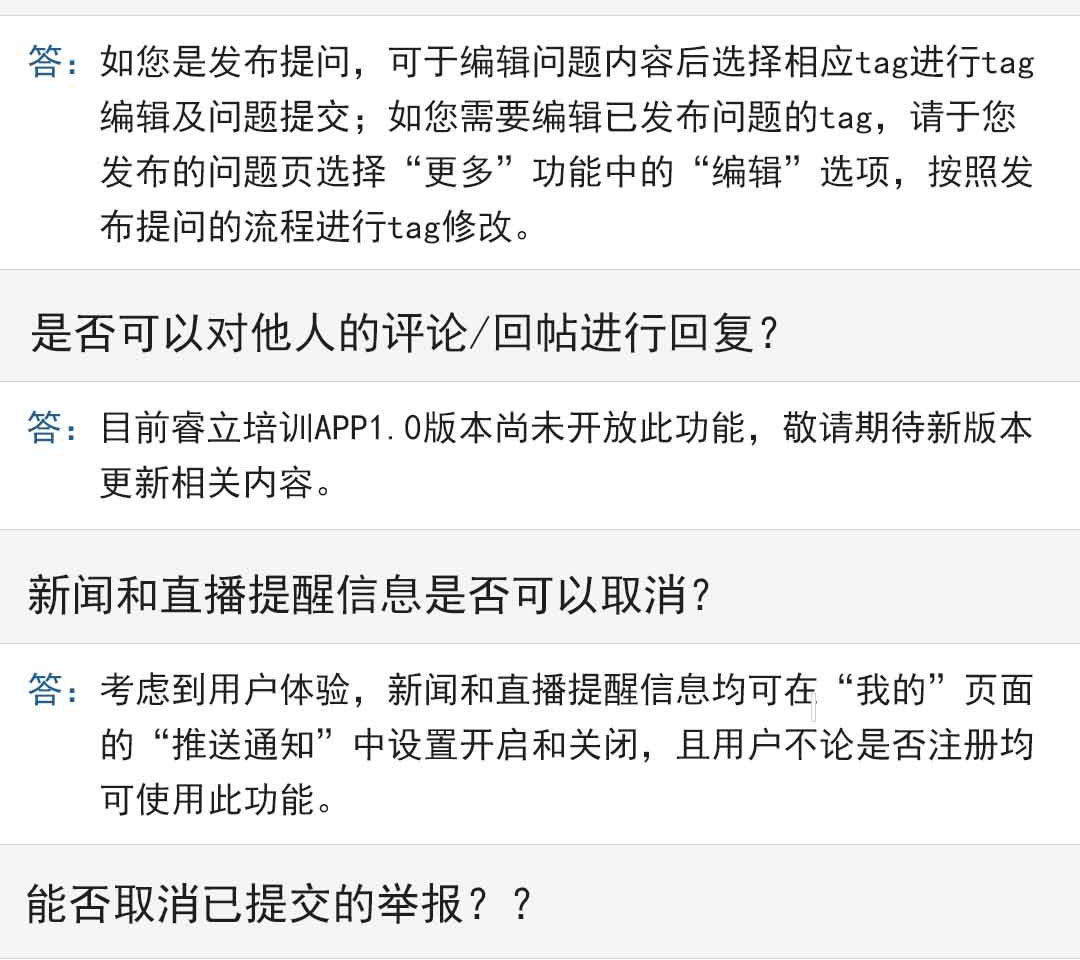 答：如您是发布提问，可于编辑问题内容后选择相应tag进行tag
编辑及问题提交；如您需要编辑已发布问题的tag，请于您
发布的问题页选择“更多”功能中的“编辑”选项，按照发
布提问的流程进行tag修改。
是否可以对他人的评论/回帖进行回复？
答：目前睿立培训APP1.0版本尚未开放此功能，敬请期待新版本
更新相关内容。
新闻和直播提醒信息是否可以取消？
答：考虑到用户体验，新闻和直播提醒信息均可在“我的”页面
的“推送通知”中设置开启和关闭，且用户不论是否注册均
可使用此功能。
能否取消已提交的举报？？